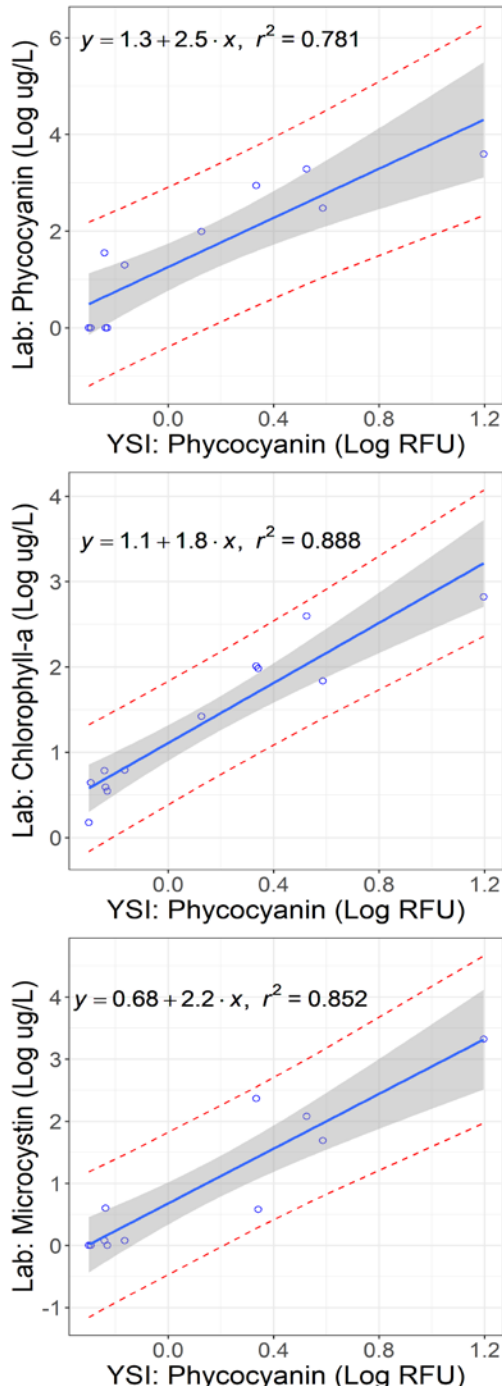 y = 1.3 + 2.5 · x, r² = 0.781
6
4
2
0
Lab: Phycocyanin (Log ug/L)
0.0 0.4 0.8 1.2
YSI: Phycocyanin (Log RFU)
y = 1.1 + 1.8 · x, r² = 0.888
4
3
2
1
0
Lab: Chlorophyll-a (Log ug/L)
0.0 0.4 0.8 1.2
YSI: Phycocyanin (Log RFU)
y = 0.68 + 2.2 · x, r² = 0.852
4
3
2
1
0
-1
Lab: Microcystin (Log ug/L)
0.0 0.4 0.8 1.2
YSI: Phycocyanin (Log RFU)